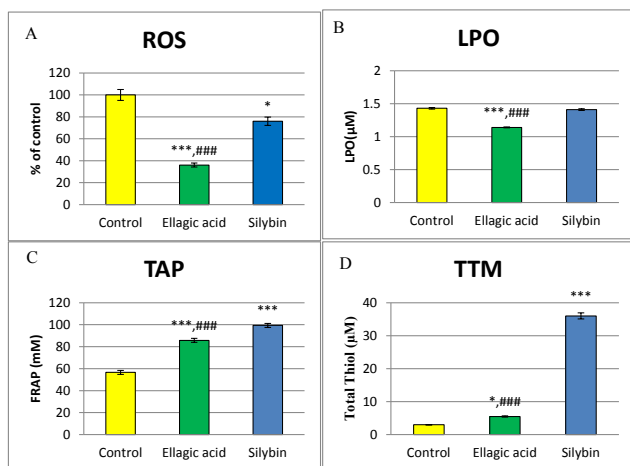 A
ROS
% of control
120
100
80
60
40
20
0
***,###
*
Control Ellagic acid Silybin
B
LPO
LPO(µM)
2
1.5
1
0.5
0
***,###
Control Ellagic acid Silybin
C
TAP
FRAP (mM)
120
100
80
60
40
20
0
***,###
***
Control Ellagic acid Silybin
D
TTM
Total Thiol (µM)
40
30
20
10
0
*,###
***
Control Ellagic acid Silybin